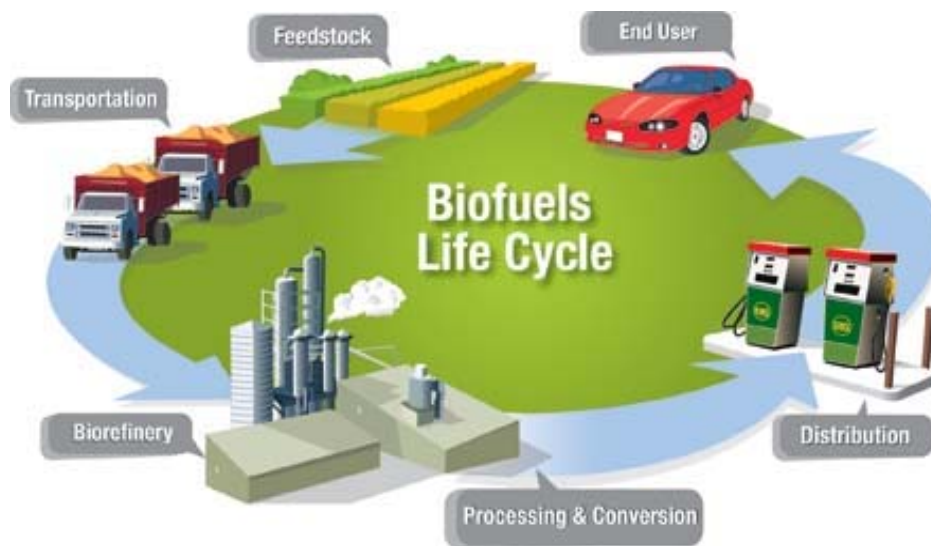 Feedstock
End User
Transportation
Biofuels
Life Cycle
Biorefinery
Distribution
Processing & Conversion